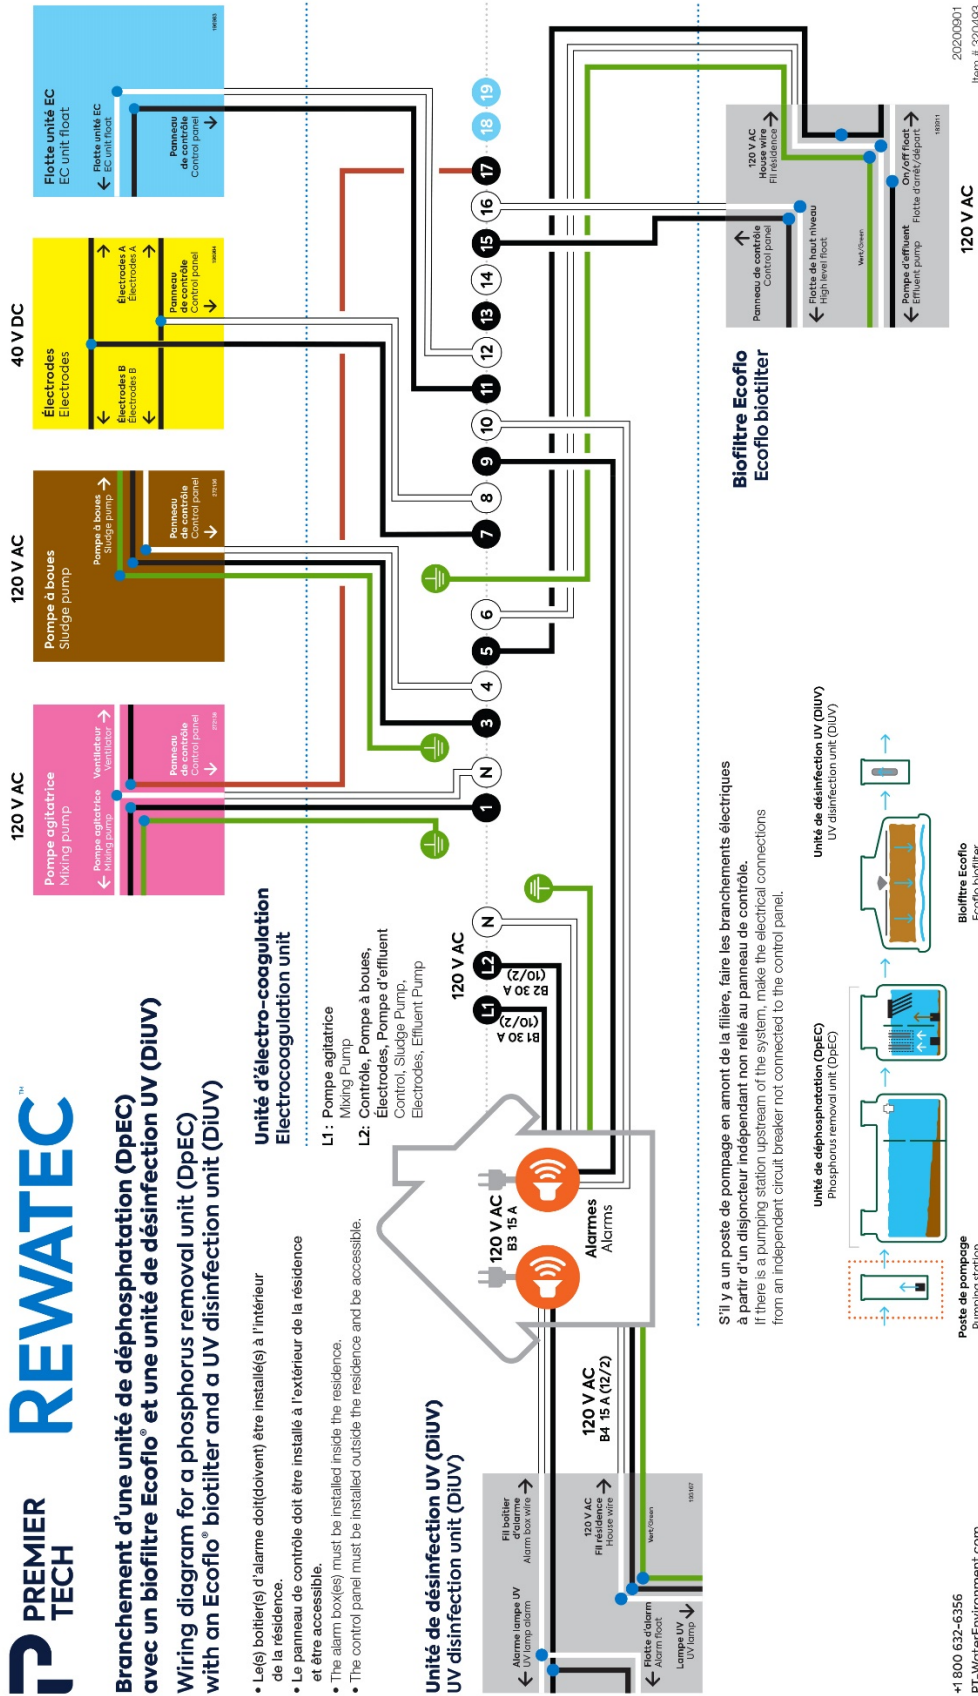 PREMIER
TECH
REWATEC™
Branchement d'une unité de déphosphatation (DpEC)
avec un biofiltre Ecoflo® et une unité de désinfection UV (DiUV)
Wiring diagram for a phosphorus removal unit (DpEC)
with an Ecoflo® biotilter and a UV disinfection unit (DiUV)
• Le(s) boitier(s) d'alarme doit(doivent) être installé(s) à l'intérieur
de la résidence.
• Le panneau de contrôle doit être installé à l'extérieur de la résidence
et être accessible.
• The alarm box(es) must be installed inside the residence.
• The control panel must be installed outside the residence and be accessible.
Unité d'électro-coagulation
Electrocoagulation unit
L1 : Pompe agitatrice
Mixing Pump
L2: Contrôle, Pompe à boues,
Électrodes, Pompe d'effluent
Control, Sludge Pump,
Electrodes, Effluent Pump
120 V AC
Pompe agitatrice
Mixing pump
← Pompe agitatrice
Mixing pump
Ventilateur →
Ventilator
Panneau
de contrôle
Control panel
120 V AC
Pompe à boues
Sludge pump
Pompe à boues →
Sludge pump
Panneau
de contrôle
Control panel
40 V DC
Électrodes
Electrodes
Électrodes B
Électrodes B
Électrodes A
Électrodes A
Panneau
de contrôle
Control panel
Flotte unité EC
EC unit float
← Flotte unité EC
EC unit float
Panneau
de contrôle
Control panel
120 V AC
L1
L2
N
B1 30 A
(10/2)
B2 30 A
(10/2)
1
N
3
4
5
6
7
8
9
10
11
12
13
14
15
16
17
18
19
120 V AC
B3 15 A
Alarmes
Alarms
Unité de désinfection UV (DiUV)
UV disinfection unit (DiUV)
← Alarme lampe UV
UV lamp alarm
Fil boîtier
d'alarme →
Alarm box wire
120 V AC
Fil résidence →
House wire
Vert/Green
← Flotte d'alarm
Alarm float
Lampe UV
UV lamp
120 V AC
B4 15 A (12/2)
Biofiltre Ecoflo
Ecoflo biotilter
Panneau de contrôle
Control panel
120 V AC
House wire →
Fil résidence
← Flotte de haut niveau
High level float
Vert/Green
← Pompe d'effluent
Effluent pump
On/off float →
Flotte d'arrêt/départ
120 V AC
S'il y a un poste de pompage en amont de la filière, faire les branchements électriques
à partir d'un disjoncteur indépendant non relié au panneau de contrôle.
If there is a pumping station upstream of the system, make the electrical connections
from an independent circuit breaker not connected to the control panel.
Poste de pompage
Pumping station
Unité de déphosphatation (DpEC)
Phosphorus removal unit (DpEC)
Bloifltre Ecoflo
Ecoflo biofilter
Unité de désinfection UV (DiUV)
UV disinfection unit (DiUV)
+1 800 632-6356
PT-WaterEnvironment.com
20200901
Item # 320493